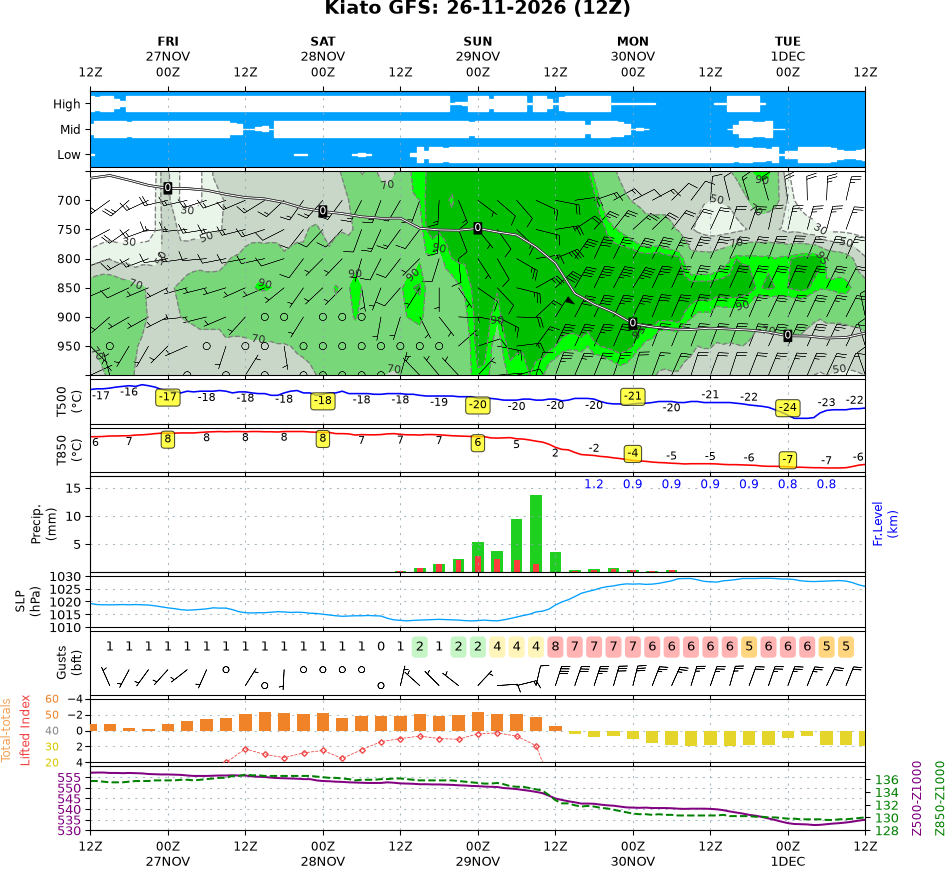 Kiato GFS: 26-11-2026 (12Z)
FRI SAT SUN MON TUE
27NOV 28NOV 29NOV 30NOV 1DEC
12Z 00Z 12Z 00Z 12Z 00Z 12Z 00Z 12Z 00Z 12Z
High
Mid
Low
700
750
800
850
900
950
0 0 0 0 0
30 50 70 90 50
30 50 90 70 30 50
70 90 90 90
70 70 90 50
T500
(°C)
-17 -16 -17 -18 -18 -18 -18 -18 -18 -19 -20 -20 -20 -20 -21 -20 -21 -22 -24 -23 -22
T850
(°C)
6 7 8 8 8 8 8 7 7 7 6 5 2 -2 -4 -5 -5 -6 -7 -7 -6
Precip.
(mm)
15
10
5
1.2 0.9 0.9 0.9 0.9 0.8 0.8
Fr.Level
(km)
SLP
(hPa)
1030
1025
1020
1015
1010
Gusts
(bft)
1 1 1 1 1 1 1 1 1 1 1 1 1 1 0 1 2 1 2 2 4 4 4 8 7 7 7 7 7 6 6 6 6 5 6 6 6 5 5
Total-totals
Lifted Index
60 −4
50 −2
40 0
30 2
20 4
555
550
545
540
535
530
136
134
132
130
128
Z500-Z1000
Z850-Z1000
12Z 00Z 12Z 00Z 12Z 00Z 12Z 00Z 12Z 00Z 12Z
27NOV 28NOV 29NOV 30NOV 1DEC